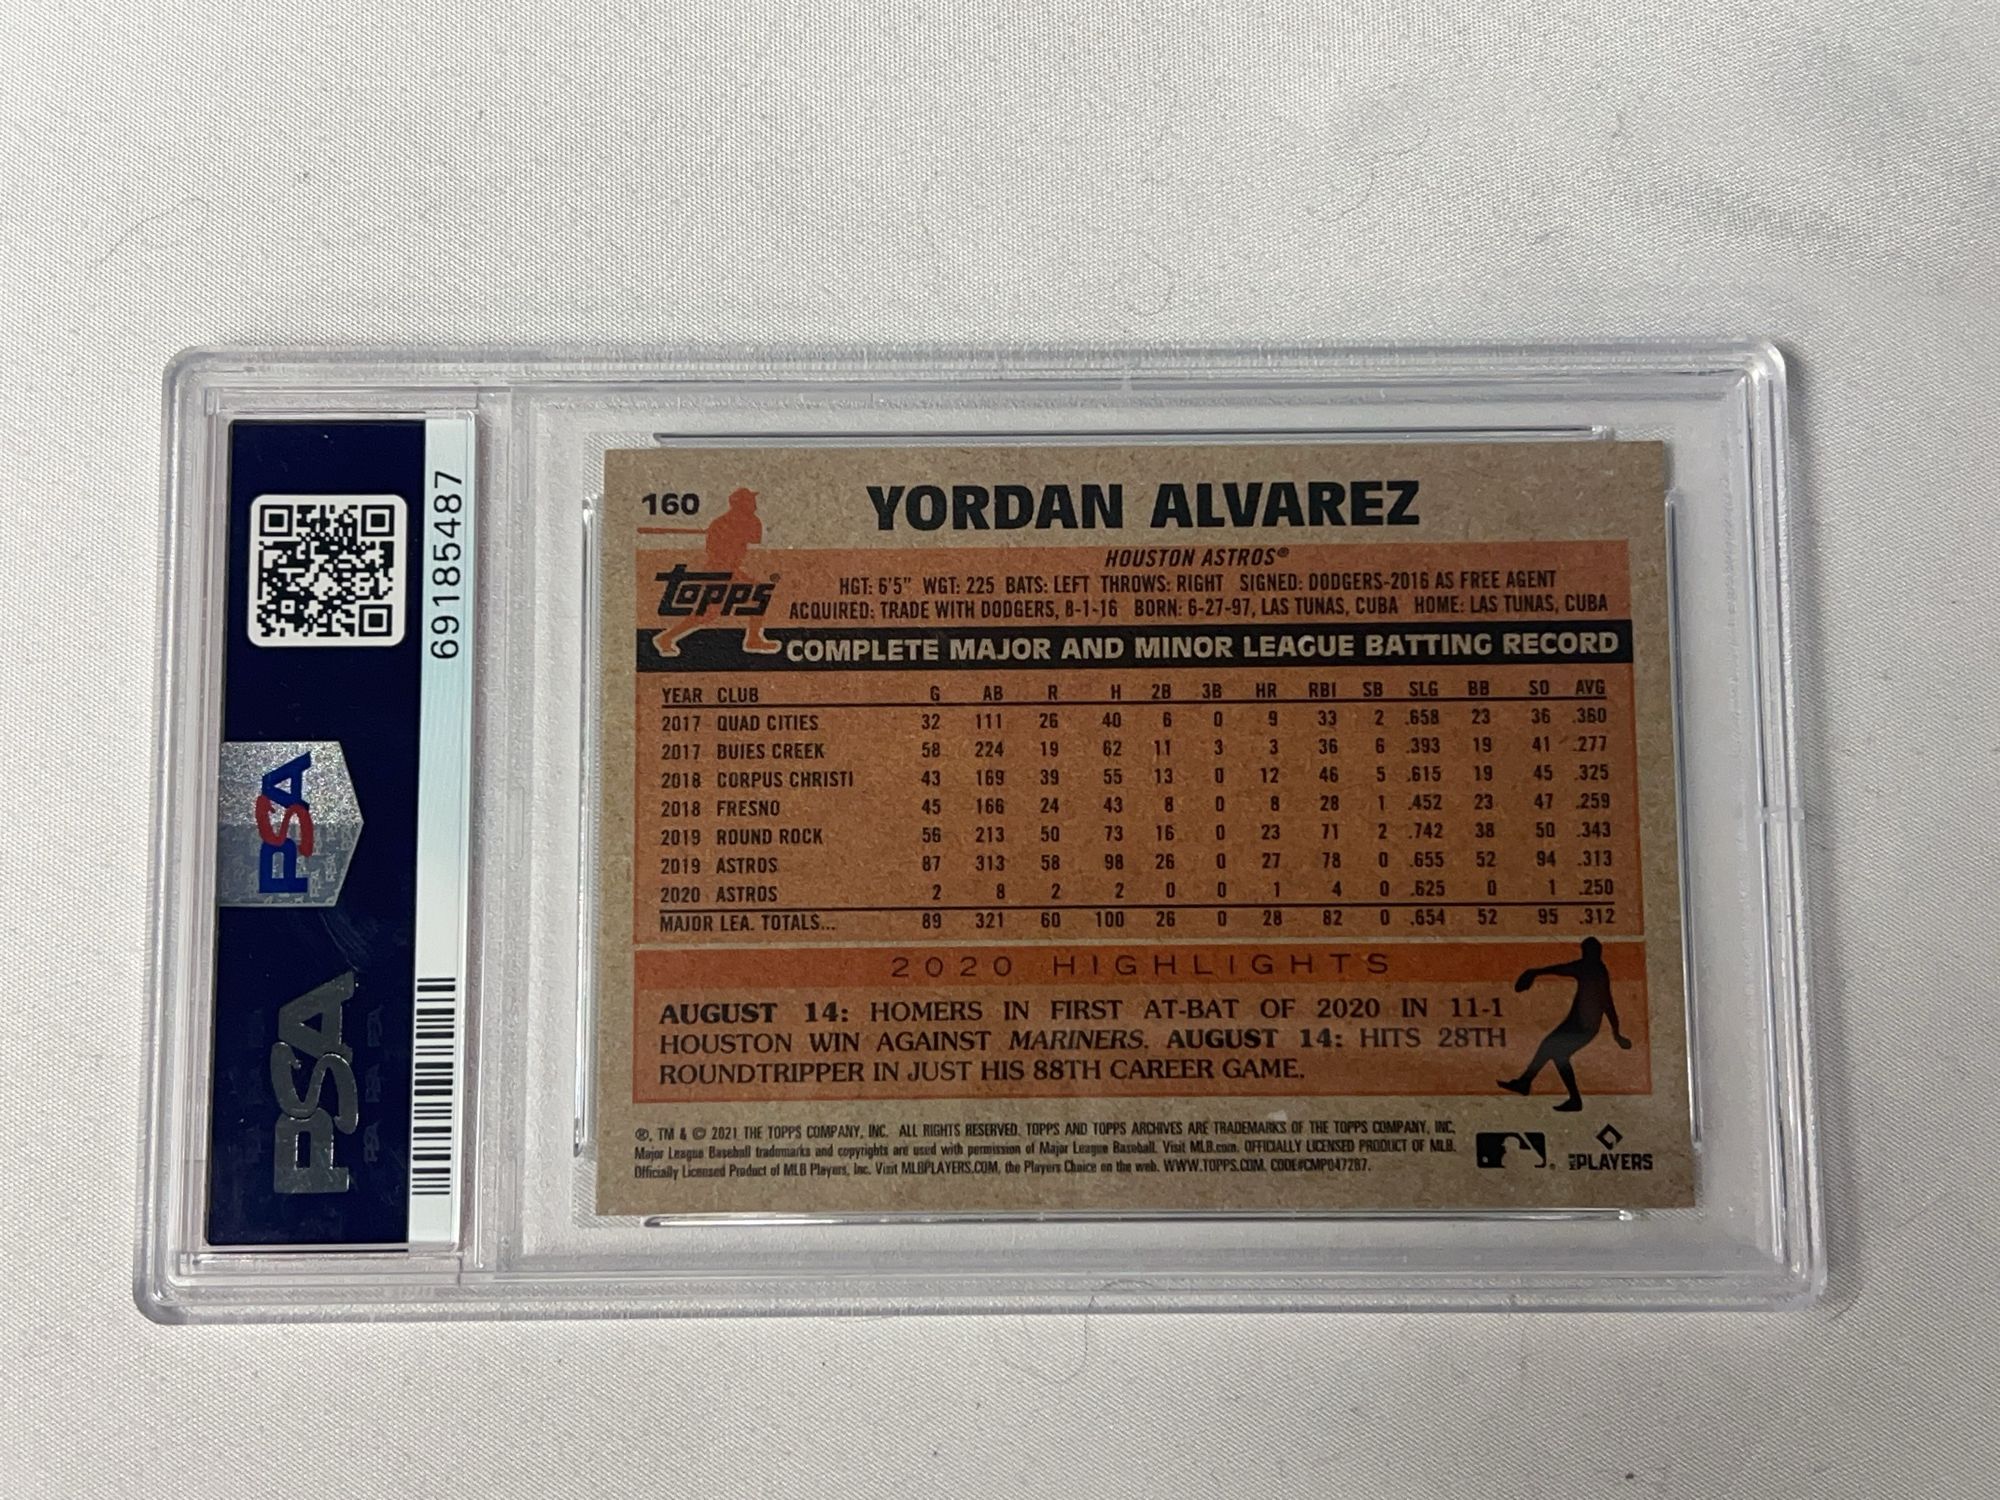 69185487
PSA
PSA
160
YORDAN ALVAREZ
Topps
HOUSTON ASTROS®
HGT: 6'5" WGT: 225 BATS: LEFT THROWS: RIGHT SIGNED: DODGERS-2016 AS FREE AGENT
ACQUIRED: TRADE WITH DODGERS, 8-1-16 BORN: 6-27-97, LAS TUNAS, CUBA HOME: LAS TUNAS, CUBA
COMPLETE MAJOR AND MINOR LEAGUE BATTING RECORD
YEAR CLUB G AB R H 2B 3B HR RBI SB SLG BB SO AVG
2017 QUAD CITIES 32 111 26 40 6 0 9 33 2 .658 23 36 .360
2017 BUIES CREEK 58 224 19 62 11 3 3 36 6 .393 19 41 .277
2018 CORPUS CHRISTI 43 169 39 55 13 0 12 46 5 .615 19 45 .325
2018 FRESNO 45 166 24 43 8 0 8 28 1 .452 23 47 .259
2019 ROUND ROCK 56 213 50 73 16 0 23 71 2 .742 38 50 .343
2019 ASTROS 87 313 58 98 26 0 27 78 0 .655 52 94 .313
2020 ASTROS 2 8 2 2 0 0 1 4 0 .625 0 1 .250
MAJOR LEA. TOTALS... 89 321 60 100 26 0 28 82 0 .654 52 95 .312
2020 HIGHLIGHTS
AUGUST 14: HOMERS IN FIRST AT-BAT OF 2020 IN 11-1
HOUSTON WIN AGAINST MARINERS. AUGUST 14: HITS 28TH
ROUNDTRIPPER IN JUST HIS 88TH CAREER GAME.
®, TM & © 2021 THE TOPPS COMPANY, INC. ALL RIGHTS RESERVED. TOPPS AND TOPPS ARCHIVES ARE TRADEMARKS OF THE TOPPS COMPANY, INC.
Major League Baseball trademarks and copyrights are used with permission of Major League Baseball. Visit MLB.com. OFFICIALLY LICENSED PRODUCT OF MLB
Officially Licensed Product of MLB Players, Inc. Visit MLBPLAYERS.COM, the Players Choice on the web. WWW.TOPPS.COM. CODE#CMP047287.
MLB PLAYERS